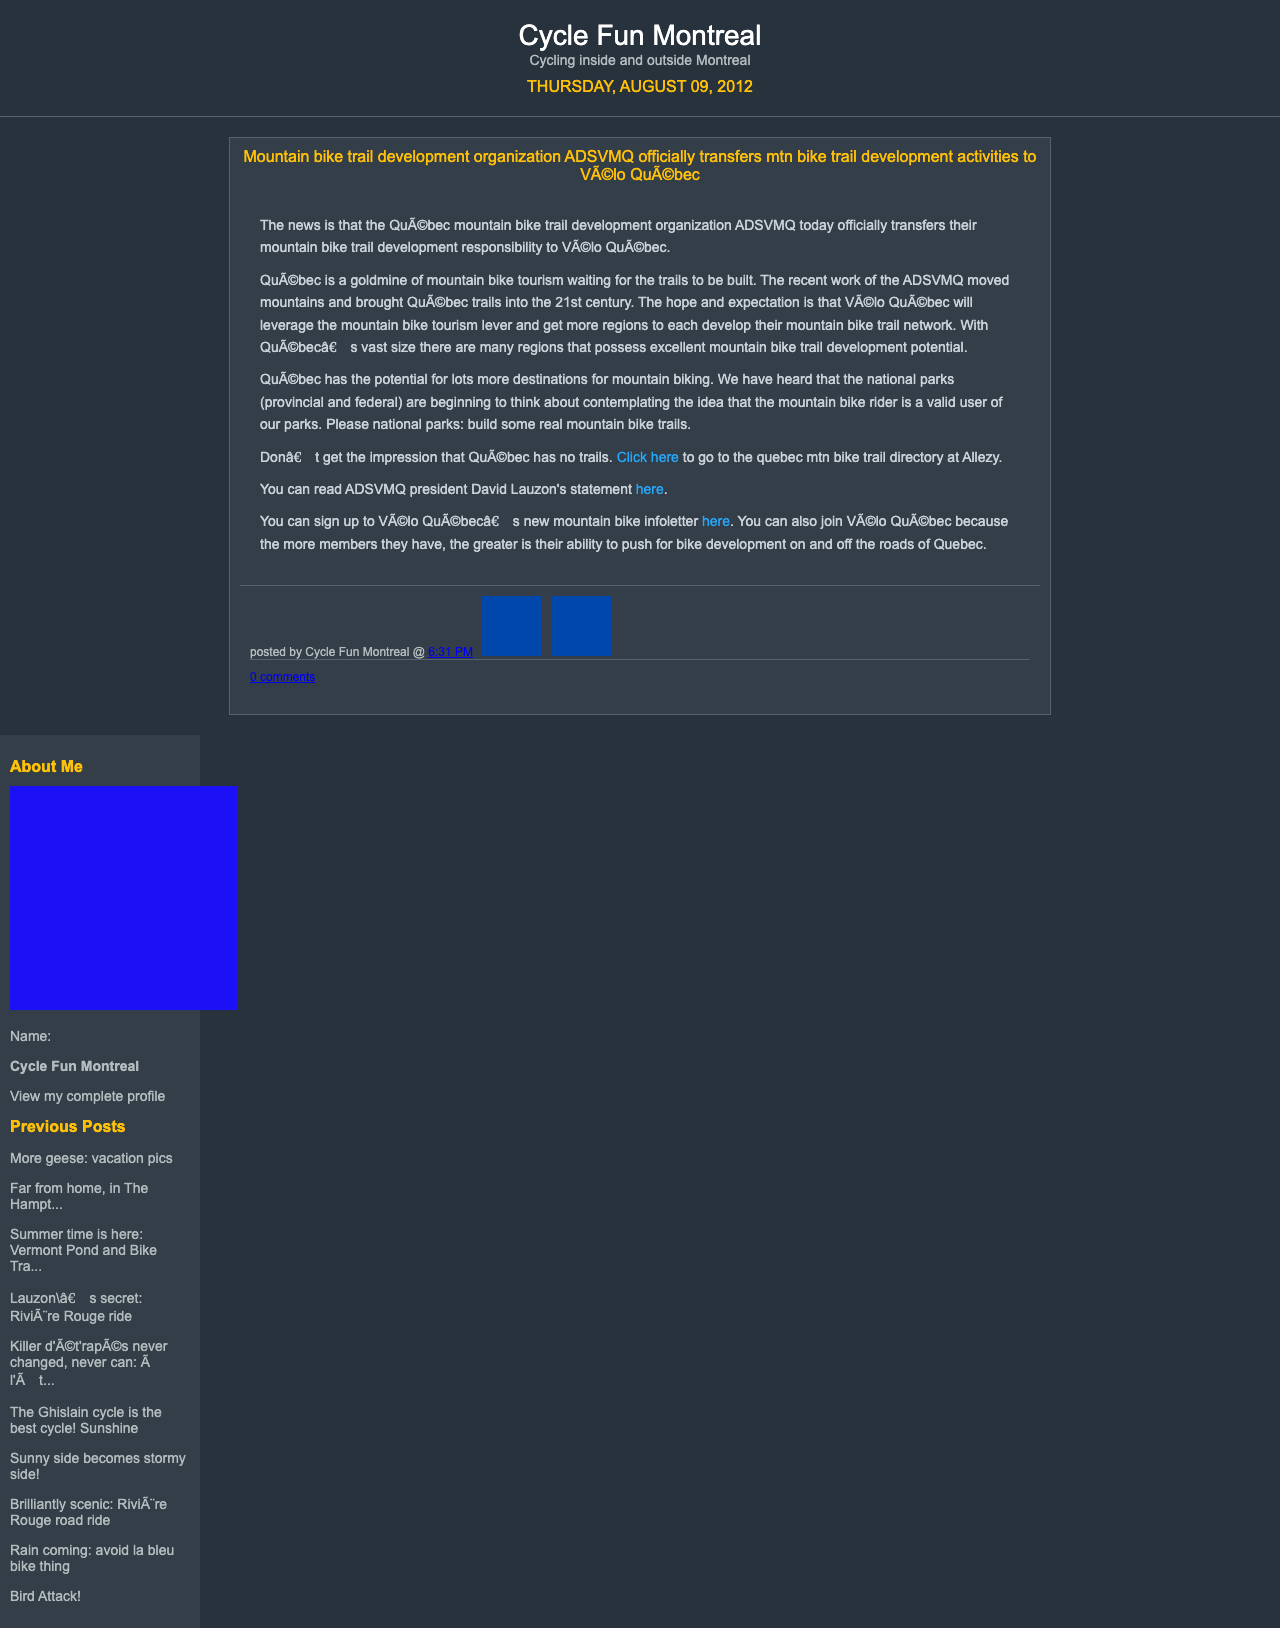 Cycle Fun Montreal
Cycling inside and outside Montreal
THURSDAY, AUGUST 09, 2012
Mountain bike trail development organization ADSVMQ officially transfers mtn bike trail development activities to
VÃ©lo QuÃ©bec
The news is that the QuÃ©bec mountain bike trail development organization ADSVMQ today officially transfers their
mountain bike trail development responsibility to VÃ©lo QuÃ©bec.
QuÃ©bec is a goldmine of mountain bike tourism waiting for the trails to be built. The recent work of the ADSVMQ moved
mountains and brought QuÃ©bec trails into the 21st century. The hope and expectation is that VÃ©lo QuÃ©bec will
leverage the mountain bike tourism lever and get more regions to each develop their mountain bike trail network. With
QuÃ©becâ€ s vast size there are many regions that possess excellent mountain bike trail development potential.
QuÃ©bec has the potential for lots more destinations for mountain biking. We have heard that the national parks
(provincial and federal) are beginning to think about contemplating the idea that the mountain bike rider is a valid user of
our parks. Please national parks: build some real mountain bike trails.
Donâ€ t get the impression that QuÃ©bec has no trails. Click here to go to the quebec mtn bike trail directory at Allezy.
You can read ADSVMQ president David Lauzon's statement here.
You can sign up to VÃ©lo QuÃ©becâ€ s new mountain bike infoletter here. You can also join VÃ©lo QuÃ©bec because
the more members they have, the greater is their ability to push for bike development on and off the roads of Quebec.
posted by Cycle Fun Montreal @ 6:31 PM
0 comments
About Me
Name:
Cycle Fun Montreal
View my complete profile
Previous Posts
More geese: vacation pics
Far from home, in The
Hampt...
Summer time is here:
Vermont Pond and Bike
Tra...
Lauzon\â€ s secret:
RiviÃ¨re Rouge ride
Killer d'Ã©t'rapÃ©s never
changed, never can: Ã
l'Ã t...
The Ghislain cycle is the
best cycle! Sunshine
Sunny side becomes stormy
side!
Brilliantly scenic: RiviÃ¨re
Rouge road ride
Rain coming: avoid la bleu
bike thing
Bird Attack!